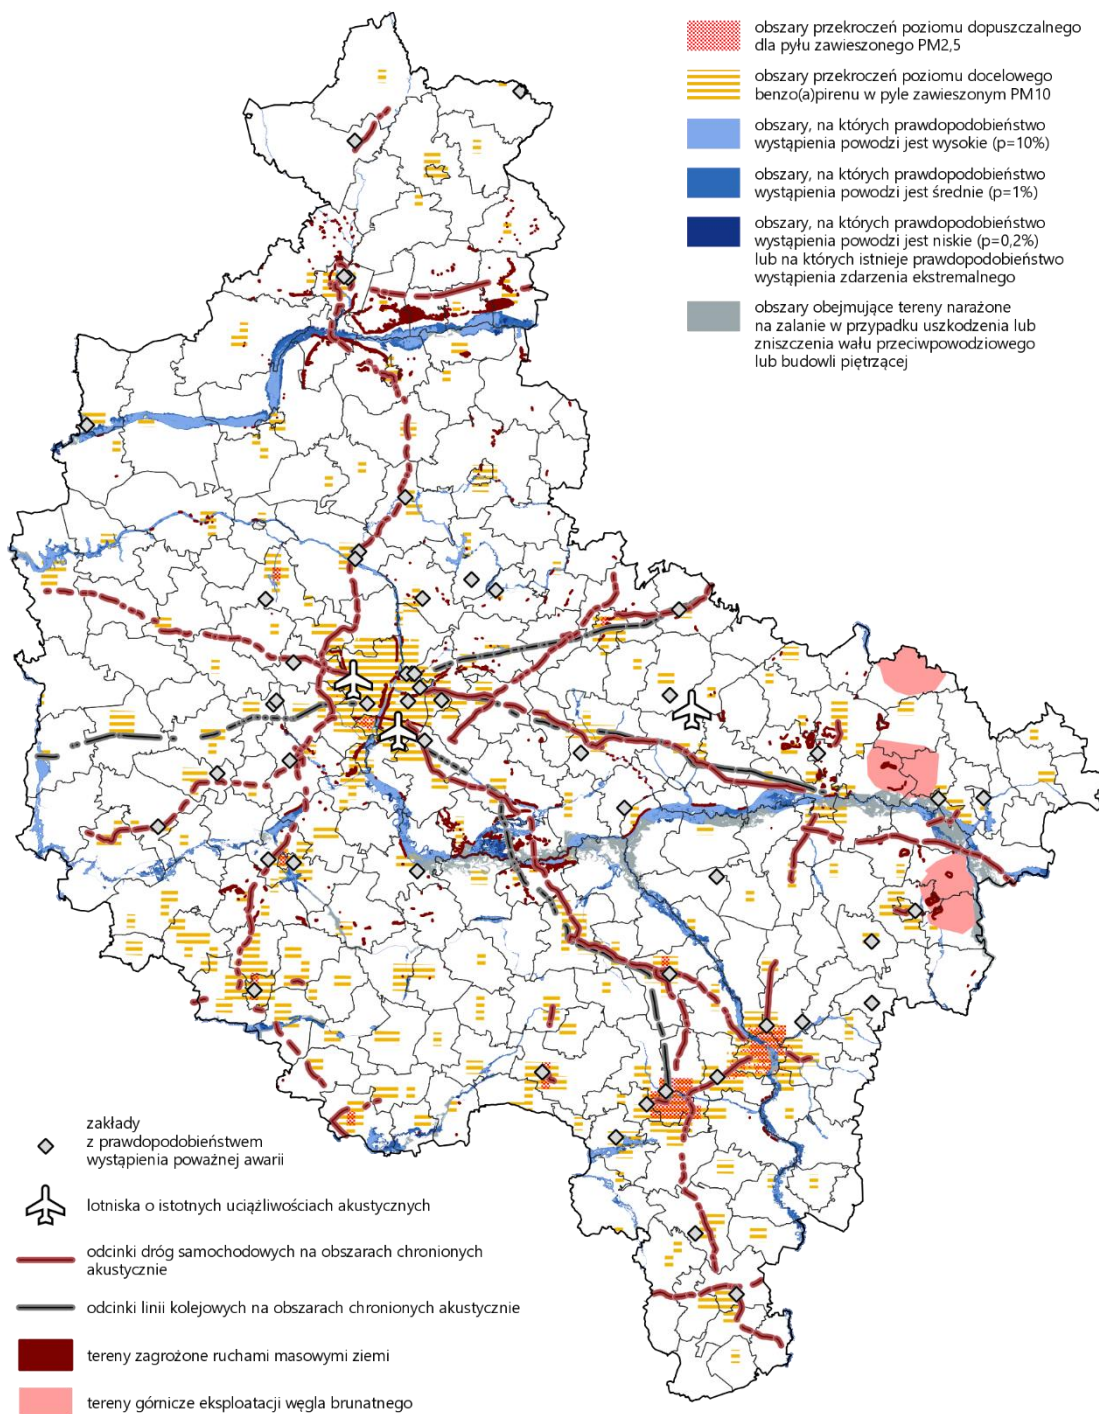 obszary przekroczeń poziomu dopuszczalnego
dla pyłu zawieszonego PM2,5
obszary przekroczeń poziomu docelowego
benzo(a)pirenu w pyle zawieszonym PM10
obszary, na których prawdopodobieństwo
wystąpienia powodzi jest wysokie (p=10%)
obszary, na których prawdopodobieństwo
wystąpienia powodzi jest średnie (p=1%)
obszary, na których prawdopodobieństwo
wystąpienia powodzi jest niskie (p=0,2%)
lub na których istnieje prawdopodobieństwo
wystąpienia zdarzenia ekstremalnego
obszary obejmujące tereny narażone
na zalanie w przypadku uszkodzenia lub
zniszczenia wału przeciwpowodziowego
lub budowli piętrzącej
zakłady
z prawdopodobieństwem
wystąpienia poważnej awarii
lotniska o istotnych uciążliwościach akustycznych
odcinki dróg samochodowych na obszarach chronionych
akustycznie
odcinki linii kolejowych na obszarach chronionych akustycznie
tereny zagrożone ruchami masowymi ziemi
tereny górnicze eksploatacji węgla brunatnego